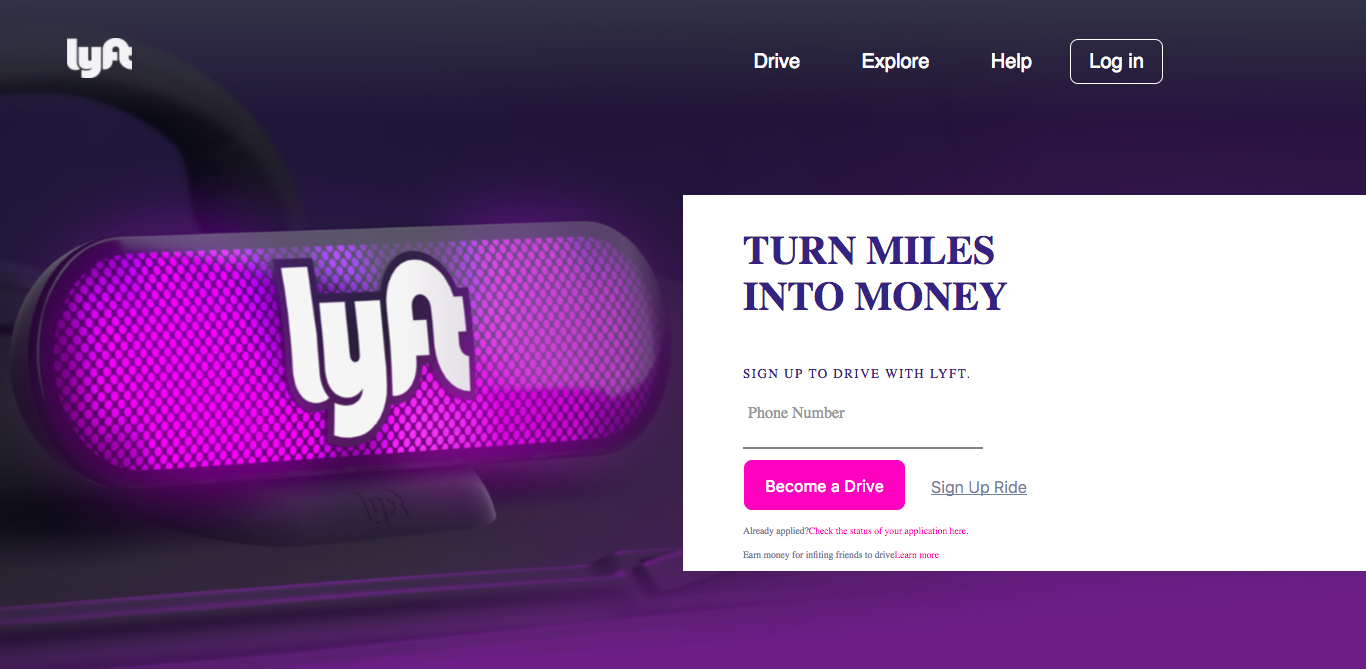 lyft
Drive Explore Help Log in
lyft
TURN MILES
INTO MONEY
SIGN UP TO DRIVE WITH LYFT.
Phone Number
Become a Drive Sign Up Ride
lyft
Already applied?Check the status of your application here.
Earn money for infiting friends to driveLearn more